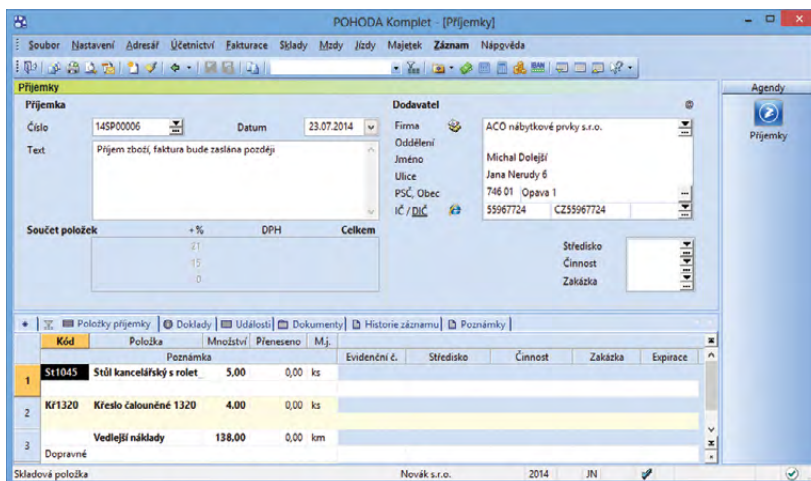 POHODA Komplet - [Příjemky]
Soubor Nastavení Adresář Účetnictví Fakturace Sklady Mzdy Jízdy Majetek Záznam Nápověda
Příjemky
Agendy
Příjemka
Dodavatel
Číslo 14SP00006 Datum 23.07.2014
Firma ACO nábytkové prvky s.r.o.
Příjemky
Text Příjem zboží, faktura bude zaslána později
Oddělení
Jméno Michal Dolejší
Ulice Jana Nerudy 6
PSČ, Obec 746 01 Opava 1
IČ / DIČ 55967724 CZ55967724
Součet položek +% DPH Celkem
21
15
0
Středisko
Činnost
Zakázka
Položky příjemky Doklady Události Dokumenty Historie záznamu Poznámky
Kód Položka Množství Přeneseno M.j.
Poznámka Evidenční č. Středisko Činnost Zakázka Expirace
1 St1045 Stůl kancelářský s rolet_ 5,00 0,00 ks
2 Kř1320 Křeslo čalouněné 1320 4.00 0,00 ks
3 Vedlejší náklady 138,00 0,00 km
Dopravné
Skladová položka Novák s.r.o. 2014 JN